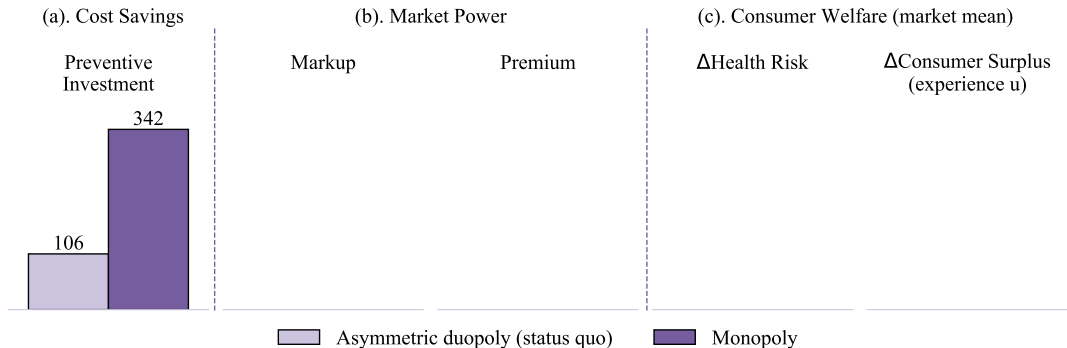 (a). Cost Savings
(b). Market Power
(c). Consumer Welfare (market mean)
Preventive
Investment
Markup
Premium
ΔHealth Risk
ΔConsumer Surplus
(experience u)
342
106
Asymmetric duopoly (status quo)
Monopoly